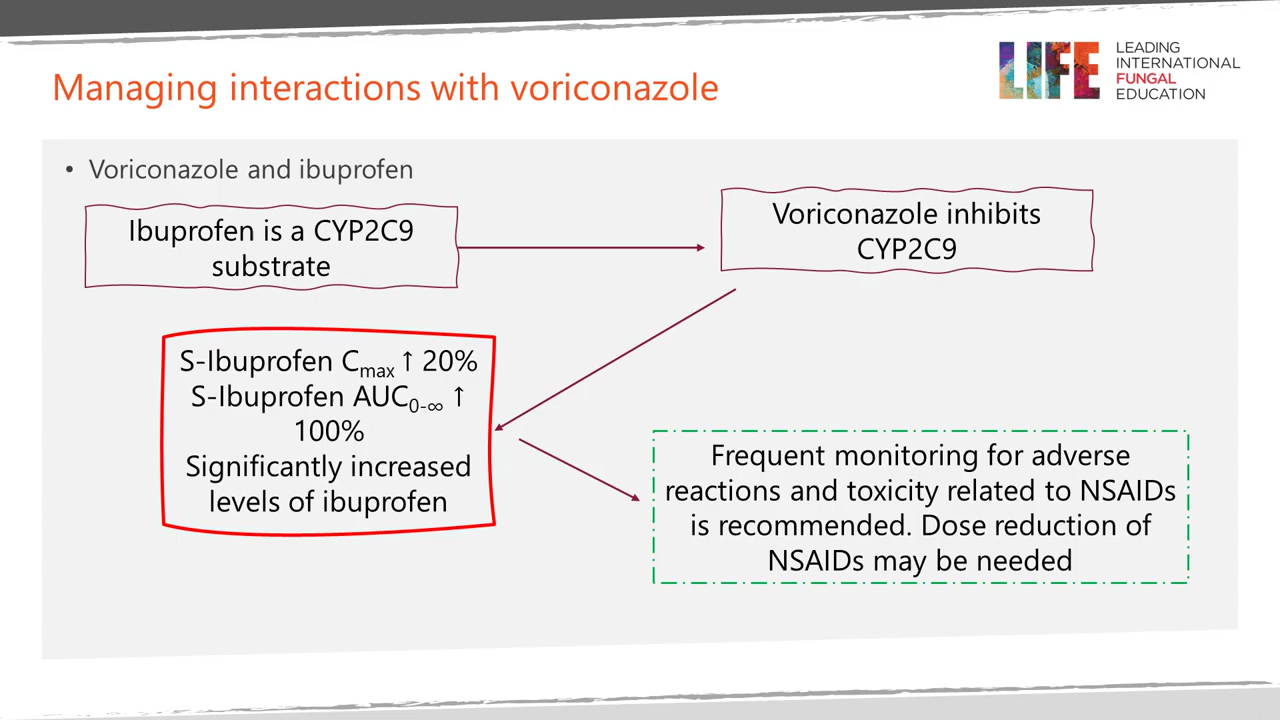 Managing interactions with voriconazole
LIFE
LEADING
INTERNATIONAL
FUNGAL
EDUCATION
• Voriconazole and ibuprofen
Ibuprofen is a CYP2C9
substrate
Voriconazole inhibits
CYP2C9
S-Ibuprofen Cmax ↑ 20%
S-Ibuprofen AUC0-∞ ↑
100%
Significantly increased
levels of ibuprofen
Frequent monitoring for adverse
reactions and toxicity related to NSAIDs
is recommended. Dose reduction of
NSAIDs may be needed